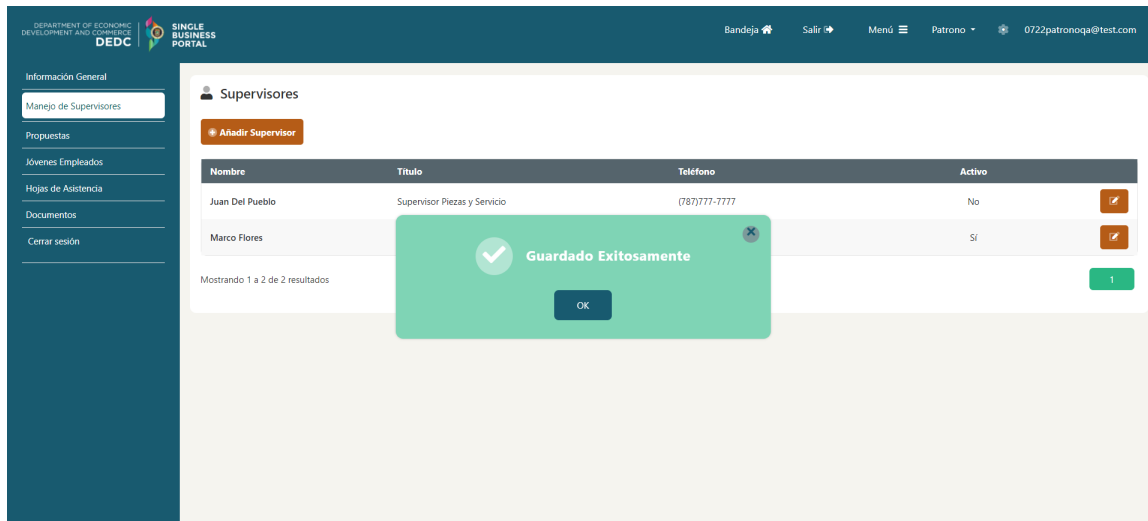 DEPARTMENT OF ECONOMIC
DEVELOPMENT AND COMMERCE
DEDC
SINGLE
BUSINESS
PORTAL
Bandeja Salir Menú Patrono 0722patronoqa@test.com
Información General
Manejo de Supervisores
Propuestas
Jóvenes Empleados
Hojas de Asistencia
Documentos
Cerrar sesión
Supervisores
Añadir Supervisor
Nombre Título Teléfono Activo
Juan Del Pueblo Supervisor Piezas y Servicio (787)777-7777 No
Marco Flores Sí
Guardado Exitosamente
OK
Mostrando 1 a 2 de 2 resultados 1